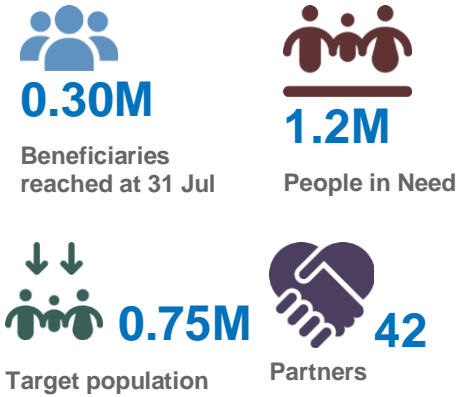 0.30M
Beneficiaries
reached at 31 Jul
1.2M
People in Need
0.75M
Target population
42
Partners